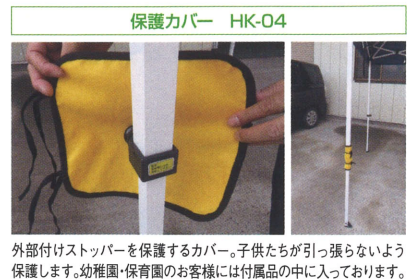 保護カバー　HK-04
外部付けストッパーを保護するカバー。子供たちが引っ張らないよう
保護します。幼稚園・保育園のお客様には付属品の中に入っております。